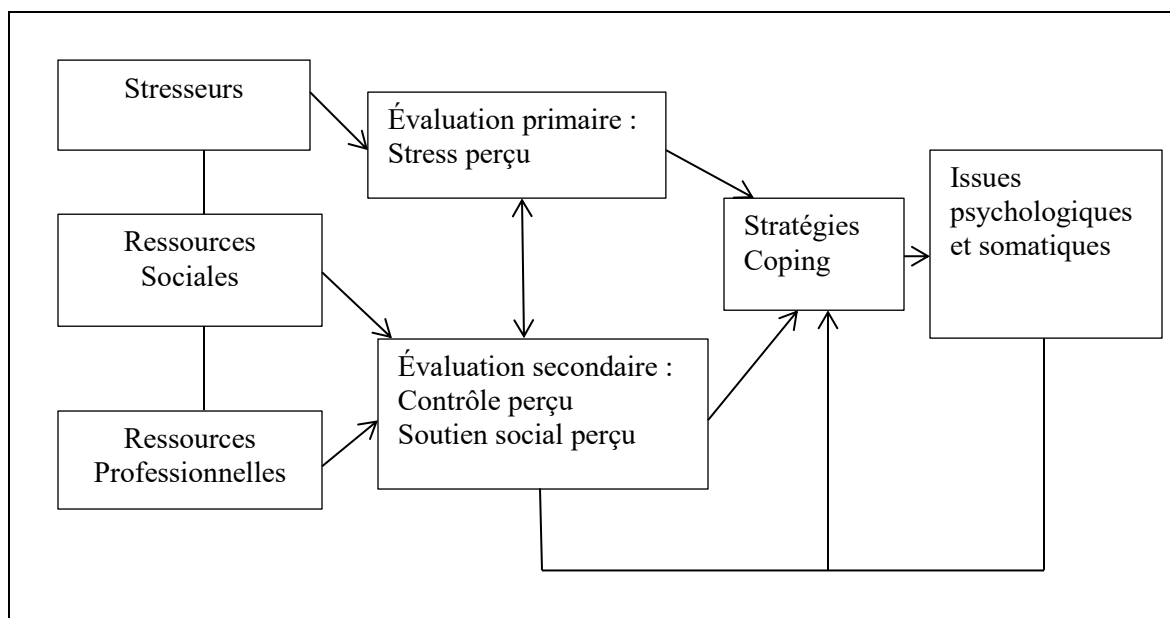 Stresseurs
Évaluation primaire :
Stress perçu
Ressources
Sociales
Stratégies
Coping
Issues
psychologiques
et somatiques
Évaluation secondaire :
Contrôle perçu
Soutien social perçu
Ressources
Professionnelles